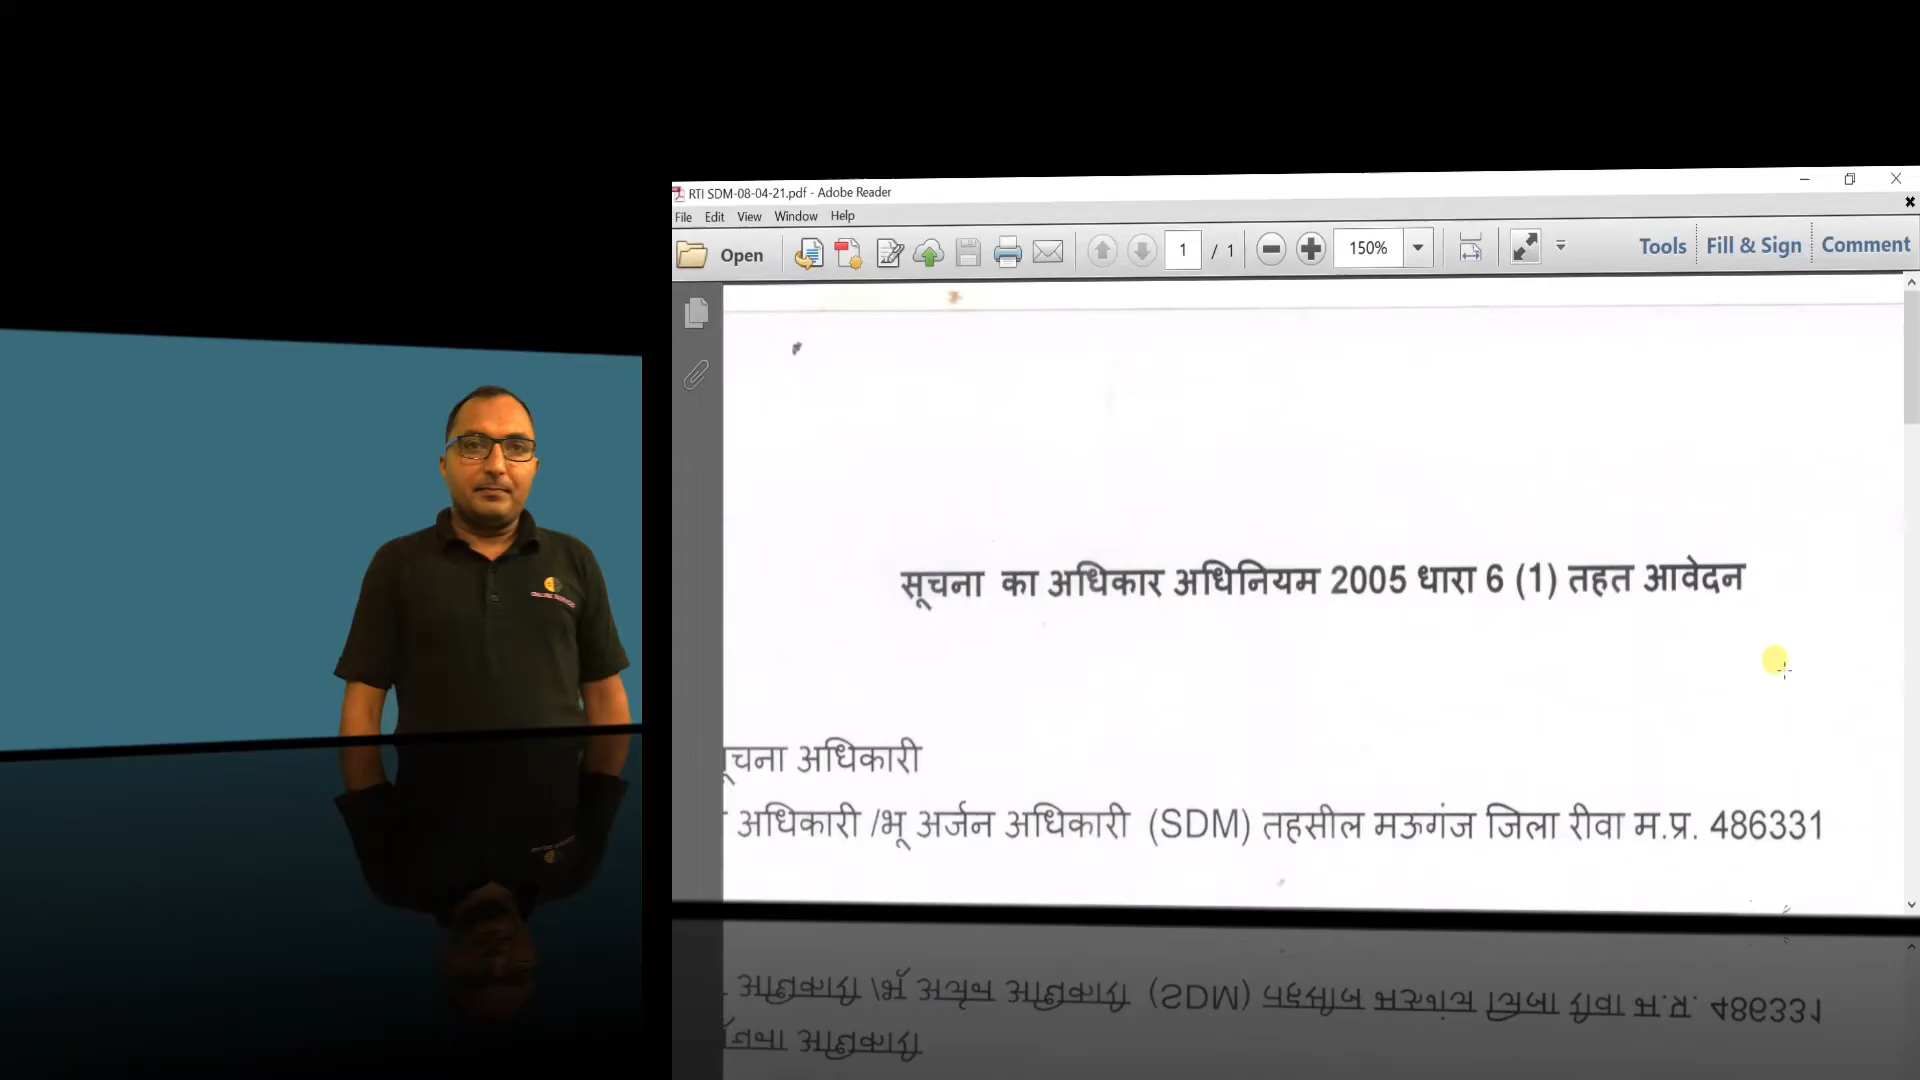 RTI SDM-08-04-21.pdf - Adobe Reader
File Edit View Window Help
Open 1 / 1 150% Tools Fill & Sign Comment
सूचना का अधिकार अधिनियम 2005 धारा 6 (1) तहत आवेदन
अधिकारी
अधिकारी /भू अर्जन अधिकारी (SDM) तहसील मऊगंज जिला रीवा म.प्र. 486331